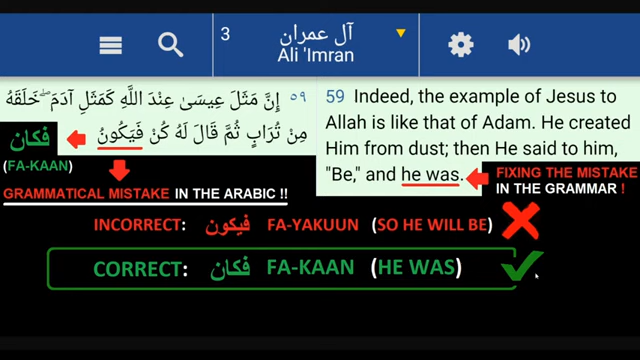 3
آل عمران
Ali 'Imran
٥٩ إِنَّ مَثَلَ عِيسَىٰ عِنْدَ اللَّهِ كَمَثَلِ آدَمَ ۖ خَلَقَهُ
مِنْ تُرَابٍ ثُمَّ قَالَ لَهُ كُنْ فَيَكُونُ
فكان
(FA-KAAN)
GRAMMATICAL MISTAKE IN THE ARABIC !!
59 Indeed, the example of Jesus to
Allah is like that of Adam. He created
Him from dust; then He said to him,
"Be," and he was.
FIXING THE MISTAKE
IN THE GRAMMAR !
INCORRECT: فيكون FA-YAKUUN (SO HE WILL BE)
CORRECT: فكان FA-KAAN (HE WAS)